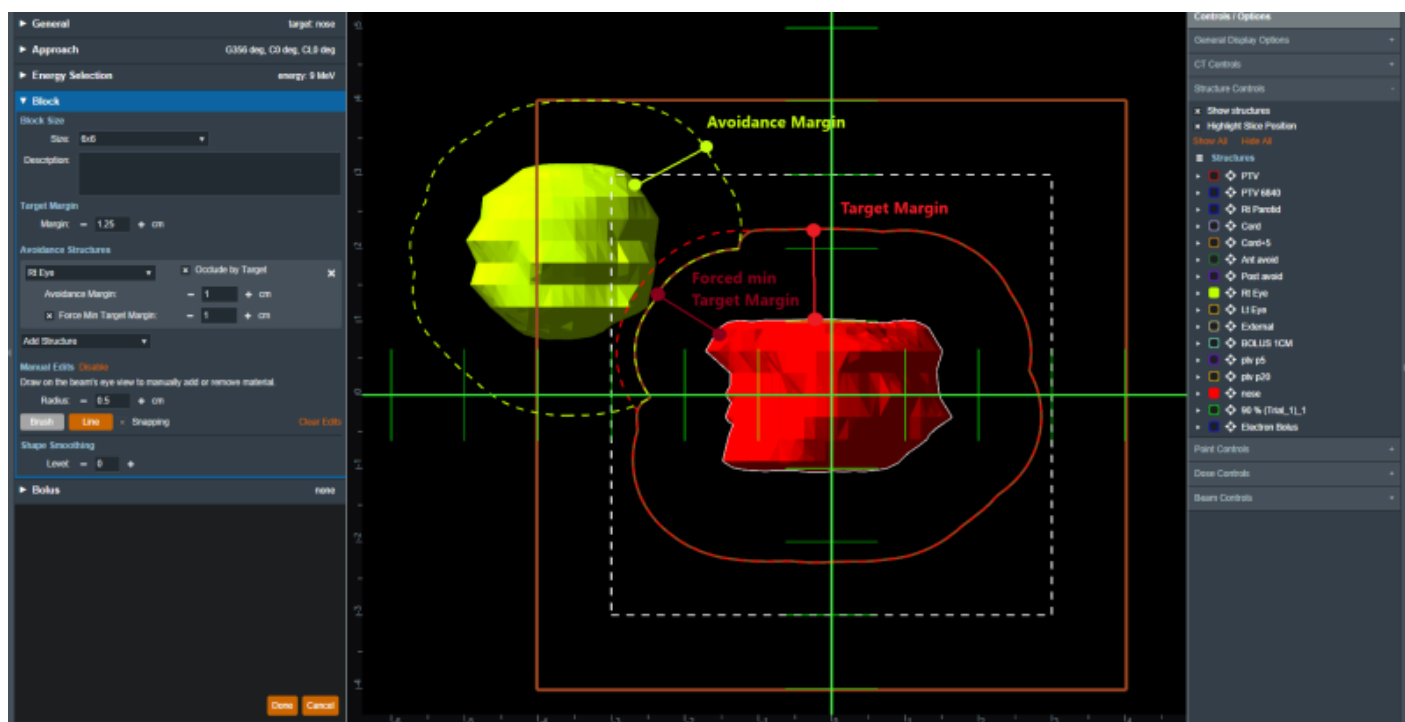 General target: nose
Approach G356 deg, C0 deg, CL0 deg
Energy Selection energy: 9 MeV
Block
Block Size
Size: 6x6
Description:
Target Margin
Margin: − 1.25 + cm
Avoidance Structures
Rt Eye Occlude by Target
Avoidance Margin: − 1 + cm
Force Min Target Margin: − 1 + cm
Add Structure
Manual Edits Disable
Draw on the beam's eye view to manually add or remove material.
Radius: − 0.5 + cm
Brush Line Snapping Clear Edits
Shape Smoothing
Level: − 0 +
Bolus none
Done Cancel
Avoidance Margin
Target Margin
Forced min
Target Margin
Controls / Options
General Display Options
CT Controls
Structure Controls
Show structures
Highlight Slice Position
Show All Hide All
Structures
PTV
PTV 6840
Rt Parotid
Cord
Cord+5
Ant avoid
Post avoid
Rt Eye
Lt Eye
External
BOLUS 1CM
ptv p5
ptv p20
nose
90 % (Trial_1)_1
Electron Bolus
Point Controls
Dose Controls
Beam Controls